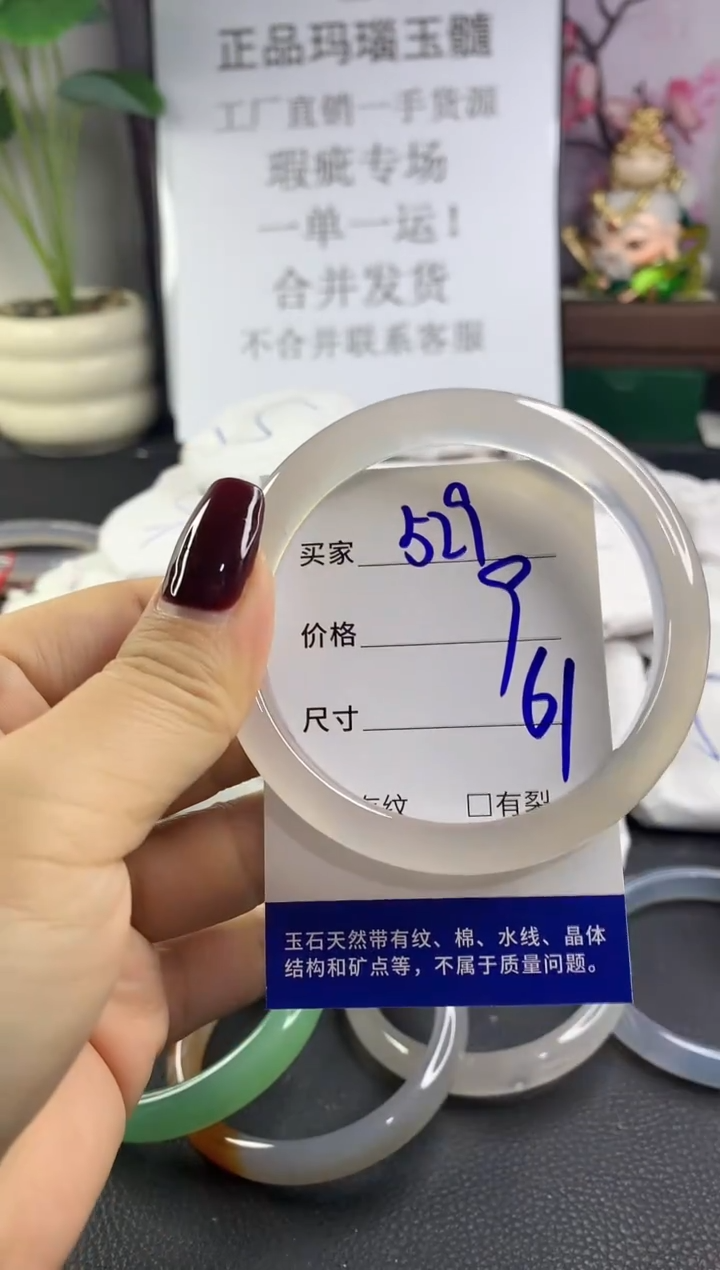 正品玛瑙玉髓
工厂直销一手货源
瑕疵专场
一单一运！
合并发货
不合并联系客服
买家 529
价格 9
尺寸 61
纹 □有裂
玉石天然带有纹、棉、水线、晶体
结构和矿点等，不属于质量问题。